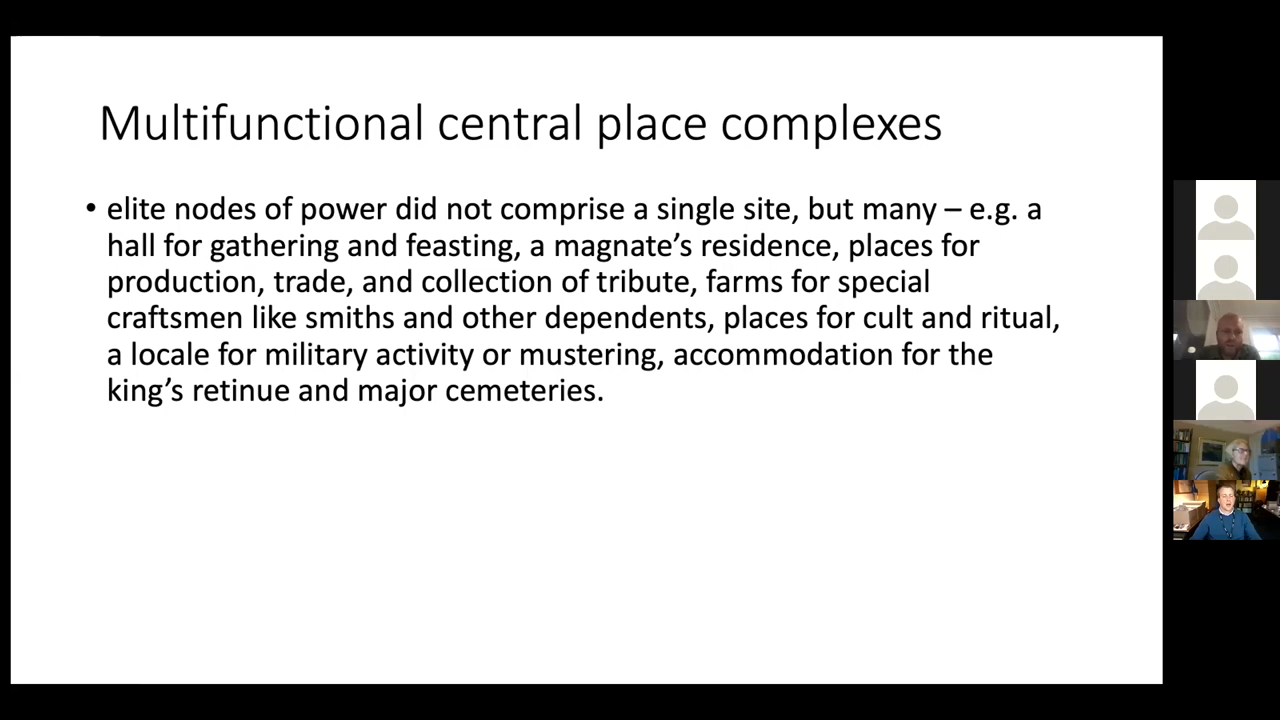 Multifunctional central place complexes
• elite nodes of power did not comprise a single site, but many – e.g. a
hall for gathering and feasting, a magnate’s residence, places for
production, trade, and collection of tribute, farms for special
craftsmen like smiths and other dependents, places for cult and ritual,
a locale for military activity or mustering, accommodation for the
king’s retinue and major cemeteries.